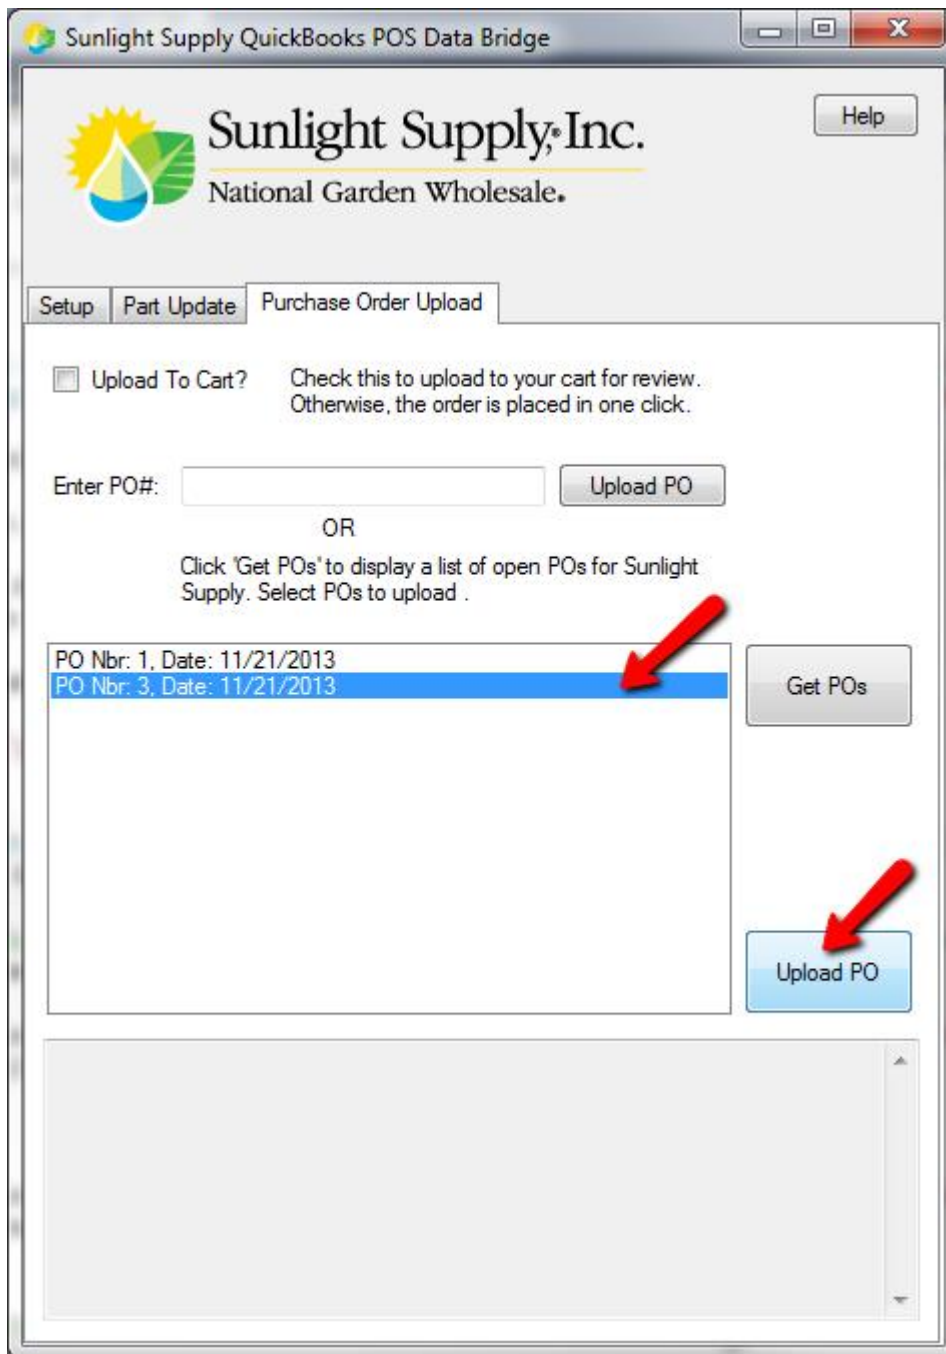 Sunlight Supply QuickBooks POS Data Bridge
X
Sunlight Supply,® Inc.
National Garden Wholesale®
Help
Setup
Part Update
Purchase Order Upload
Upload To Cart?
Check this to upload to your cart for review.
Otherwise, the order is placed in one click.
Enter PO#:
Upload PO
OR
Click 'Get POs' to display a list of open POs for Sunlight
Supply. Select POs to upload .
PO Nbr: 1, Date: 11/21/2013
PO Nbr: 3, Date: 11/21/2013
Get POs
Upload PO